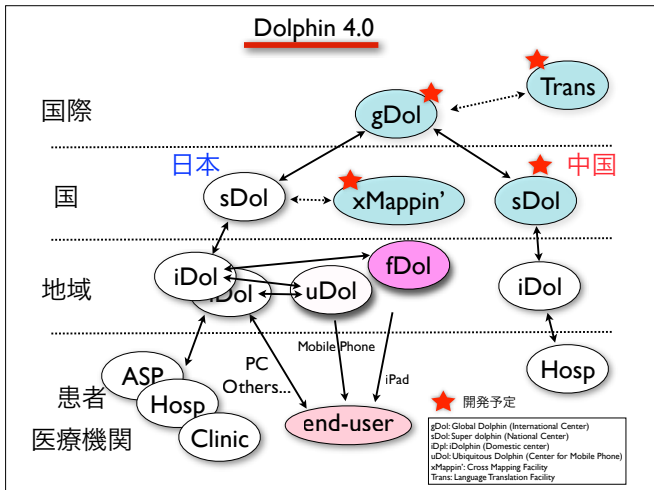 Dolphin 4.0
国際
gDol
Trans
日本
中国
国
sDol
xMappin'
sDol
地域
iDol
iDol
uDol
fDol
iDol
PC
Others...
Mobile Phone
iPad
患者
医療機関
ASP
Hosp
Clinic
end-user
Hosp
開発予定
gDol: Global Dolphin (International Center)
sDol: Super dolphin (National Center)
iDpl: iDolphin (Domestic center)
uDol: Ubiquitous Dolphin (Center for Mobile Phone)
xMappin': Cross Mapping Facility
Trans: Language Translation Facility